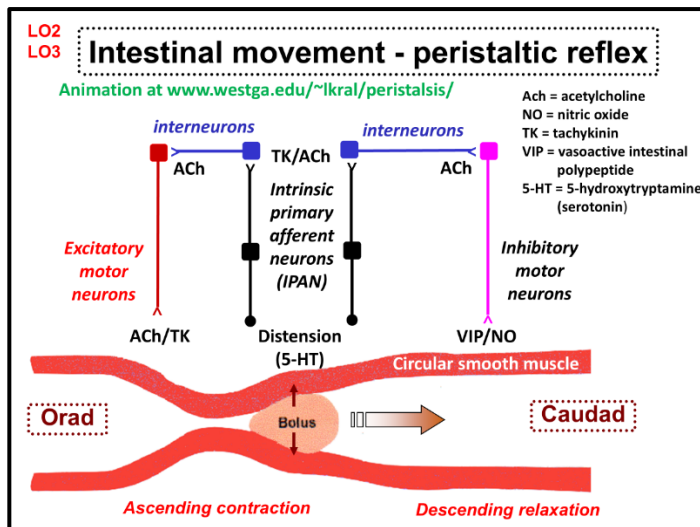 LO2
LO3
Intestinal movement - peristaltic reflex
Animation at www.westga.edu/~lkral/peristalsis/
Ach = acetylcholine
NO = nitric oxide
TK = tachykinin
VIP = vasoactive intestinal
polypeptide
5-HT = 5-hydroxytryptamine
(serotonin)
interneurons
interneurons
ACh
TK/ACh
ACh
Intrinsic
primary
afferent
neurons
(IPAN)
Excitatory
motor
neurons
Inhibitory
motor
neurons
ACh/TK
Distension
(5-HT)
VIP/NO
Circular smooth muscle
Orad
Bolus
Caudad
Ascending contraction
Descending relaxation